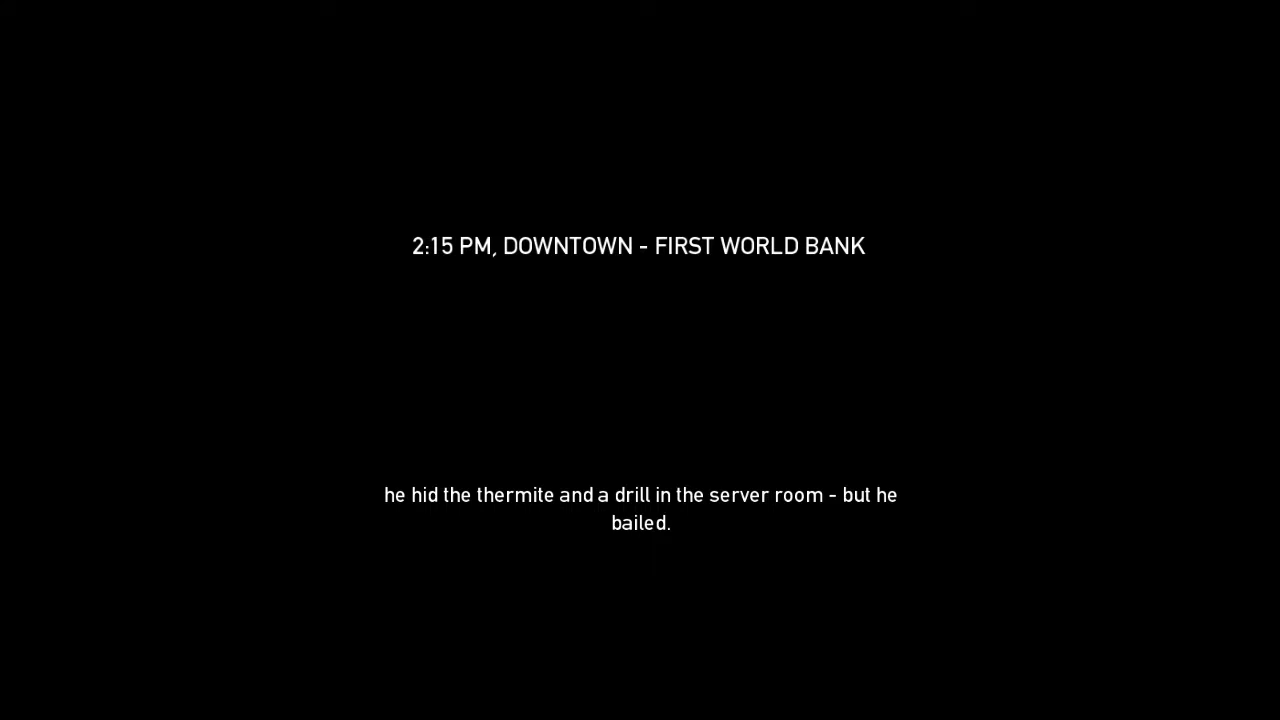 2:15 PM, DOWNTOWN - FIRST WORLD BANK
he hid the thermite and a drill in the server room - but he
bailed.